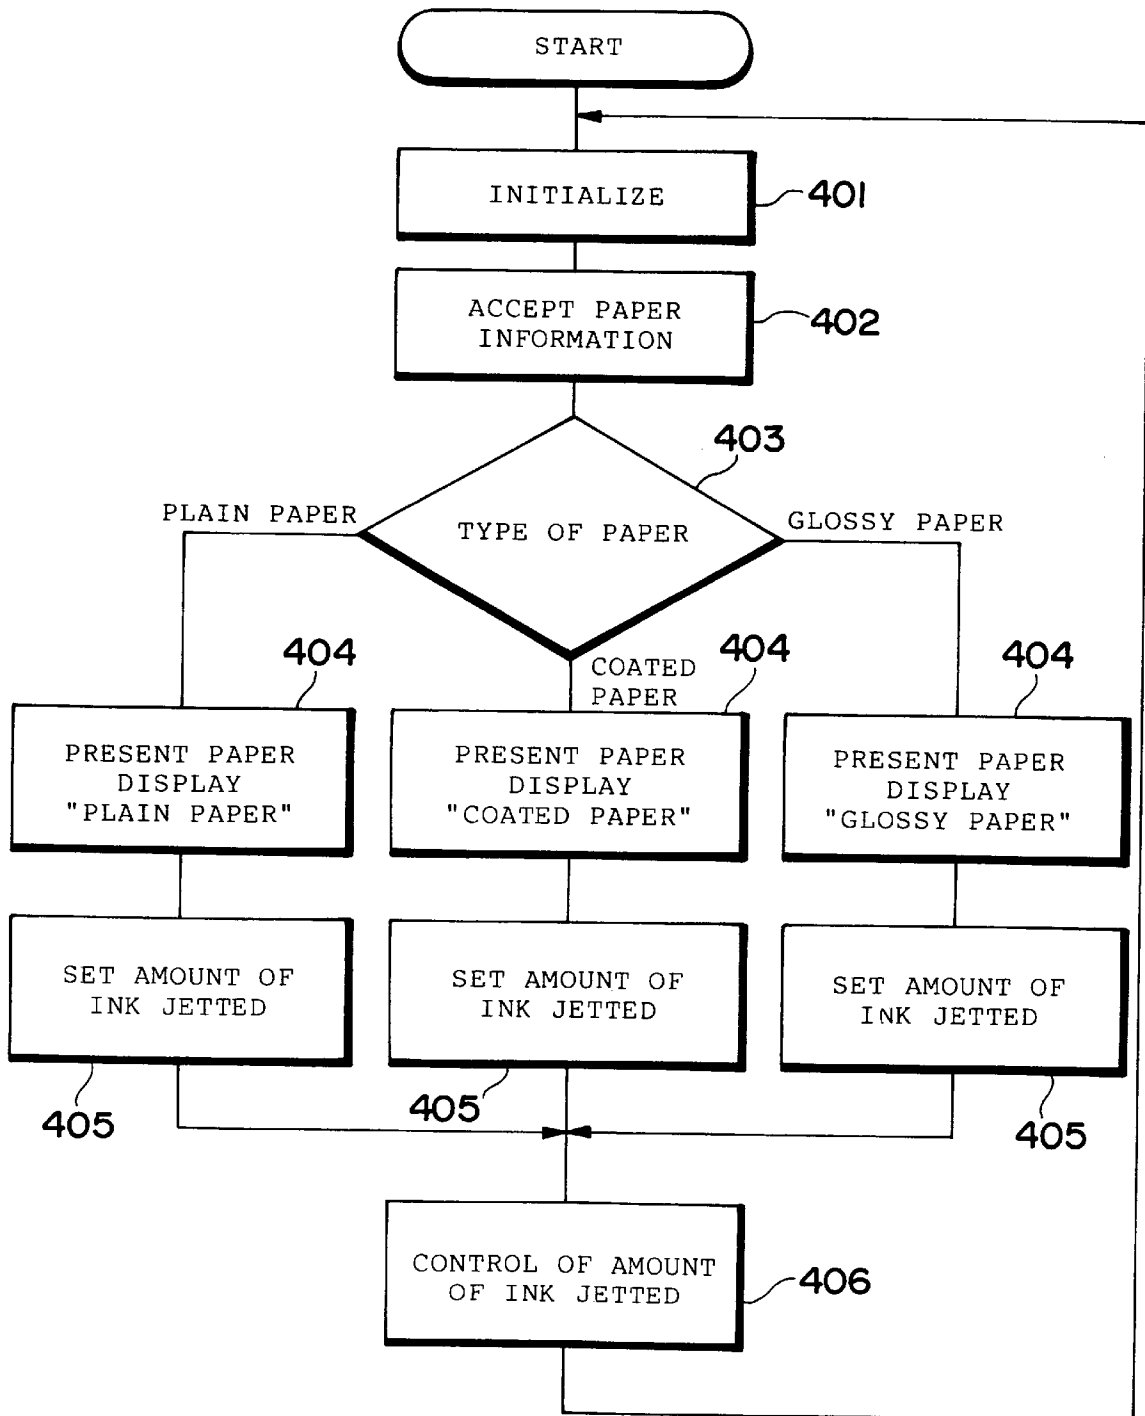 START
INITIALIZE
401
ACCEPT PAPER
INFORMATION
402
403
PLAIN PAPER
TYPE OF PAPER
GLOSSY PAPER
COATED
PAPER
404
PRESENT PAPER
DISPLAY
"PLAIN PAPER"
404
PRESENT PAPER
DISPLAY
"COATED PAPER"
404
PRESENT PAPER
DISPLAY
"GLOSSY PAPER"
SET AMOUNT OF
INK JETTED
405
SET AMOUNT OF
INK JETTED
405
SET AMOUNT OF
INK JETTED
405
CONTROL OF AMOUNT
OF INK JETTED
406